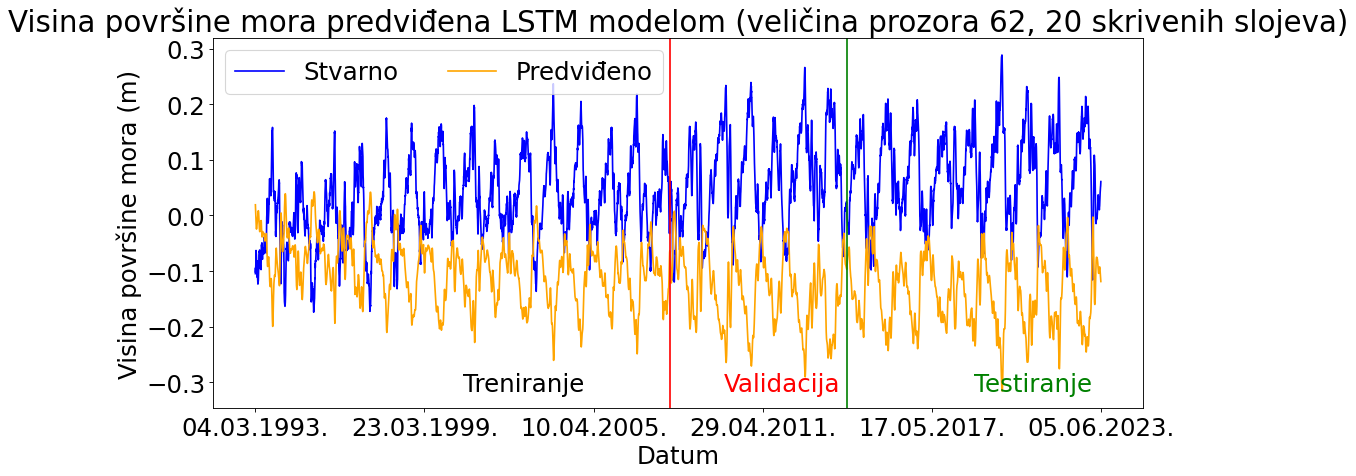 Visina površine mora predviđena LSTM modelom (veličina prozora 62, 20 skrivenih slojeva)
Stvarno Predviđeno
Visina površine mora (m)
0.3
0.2
0.1
0.0
−0.1
−0.2
−0.3
Treniranje Validacija Testiranje
04.03.1993. 23.03.1999. 10.04.2005. 29.04.2011. 17.05.2017. 05.06.2023.
Datum